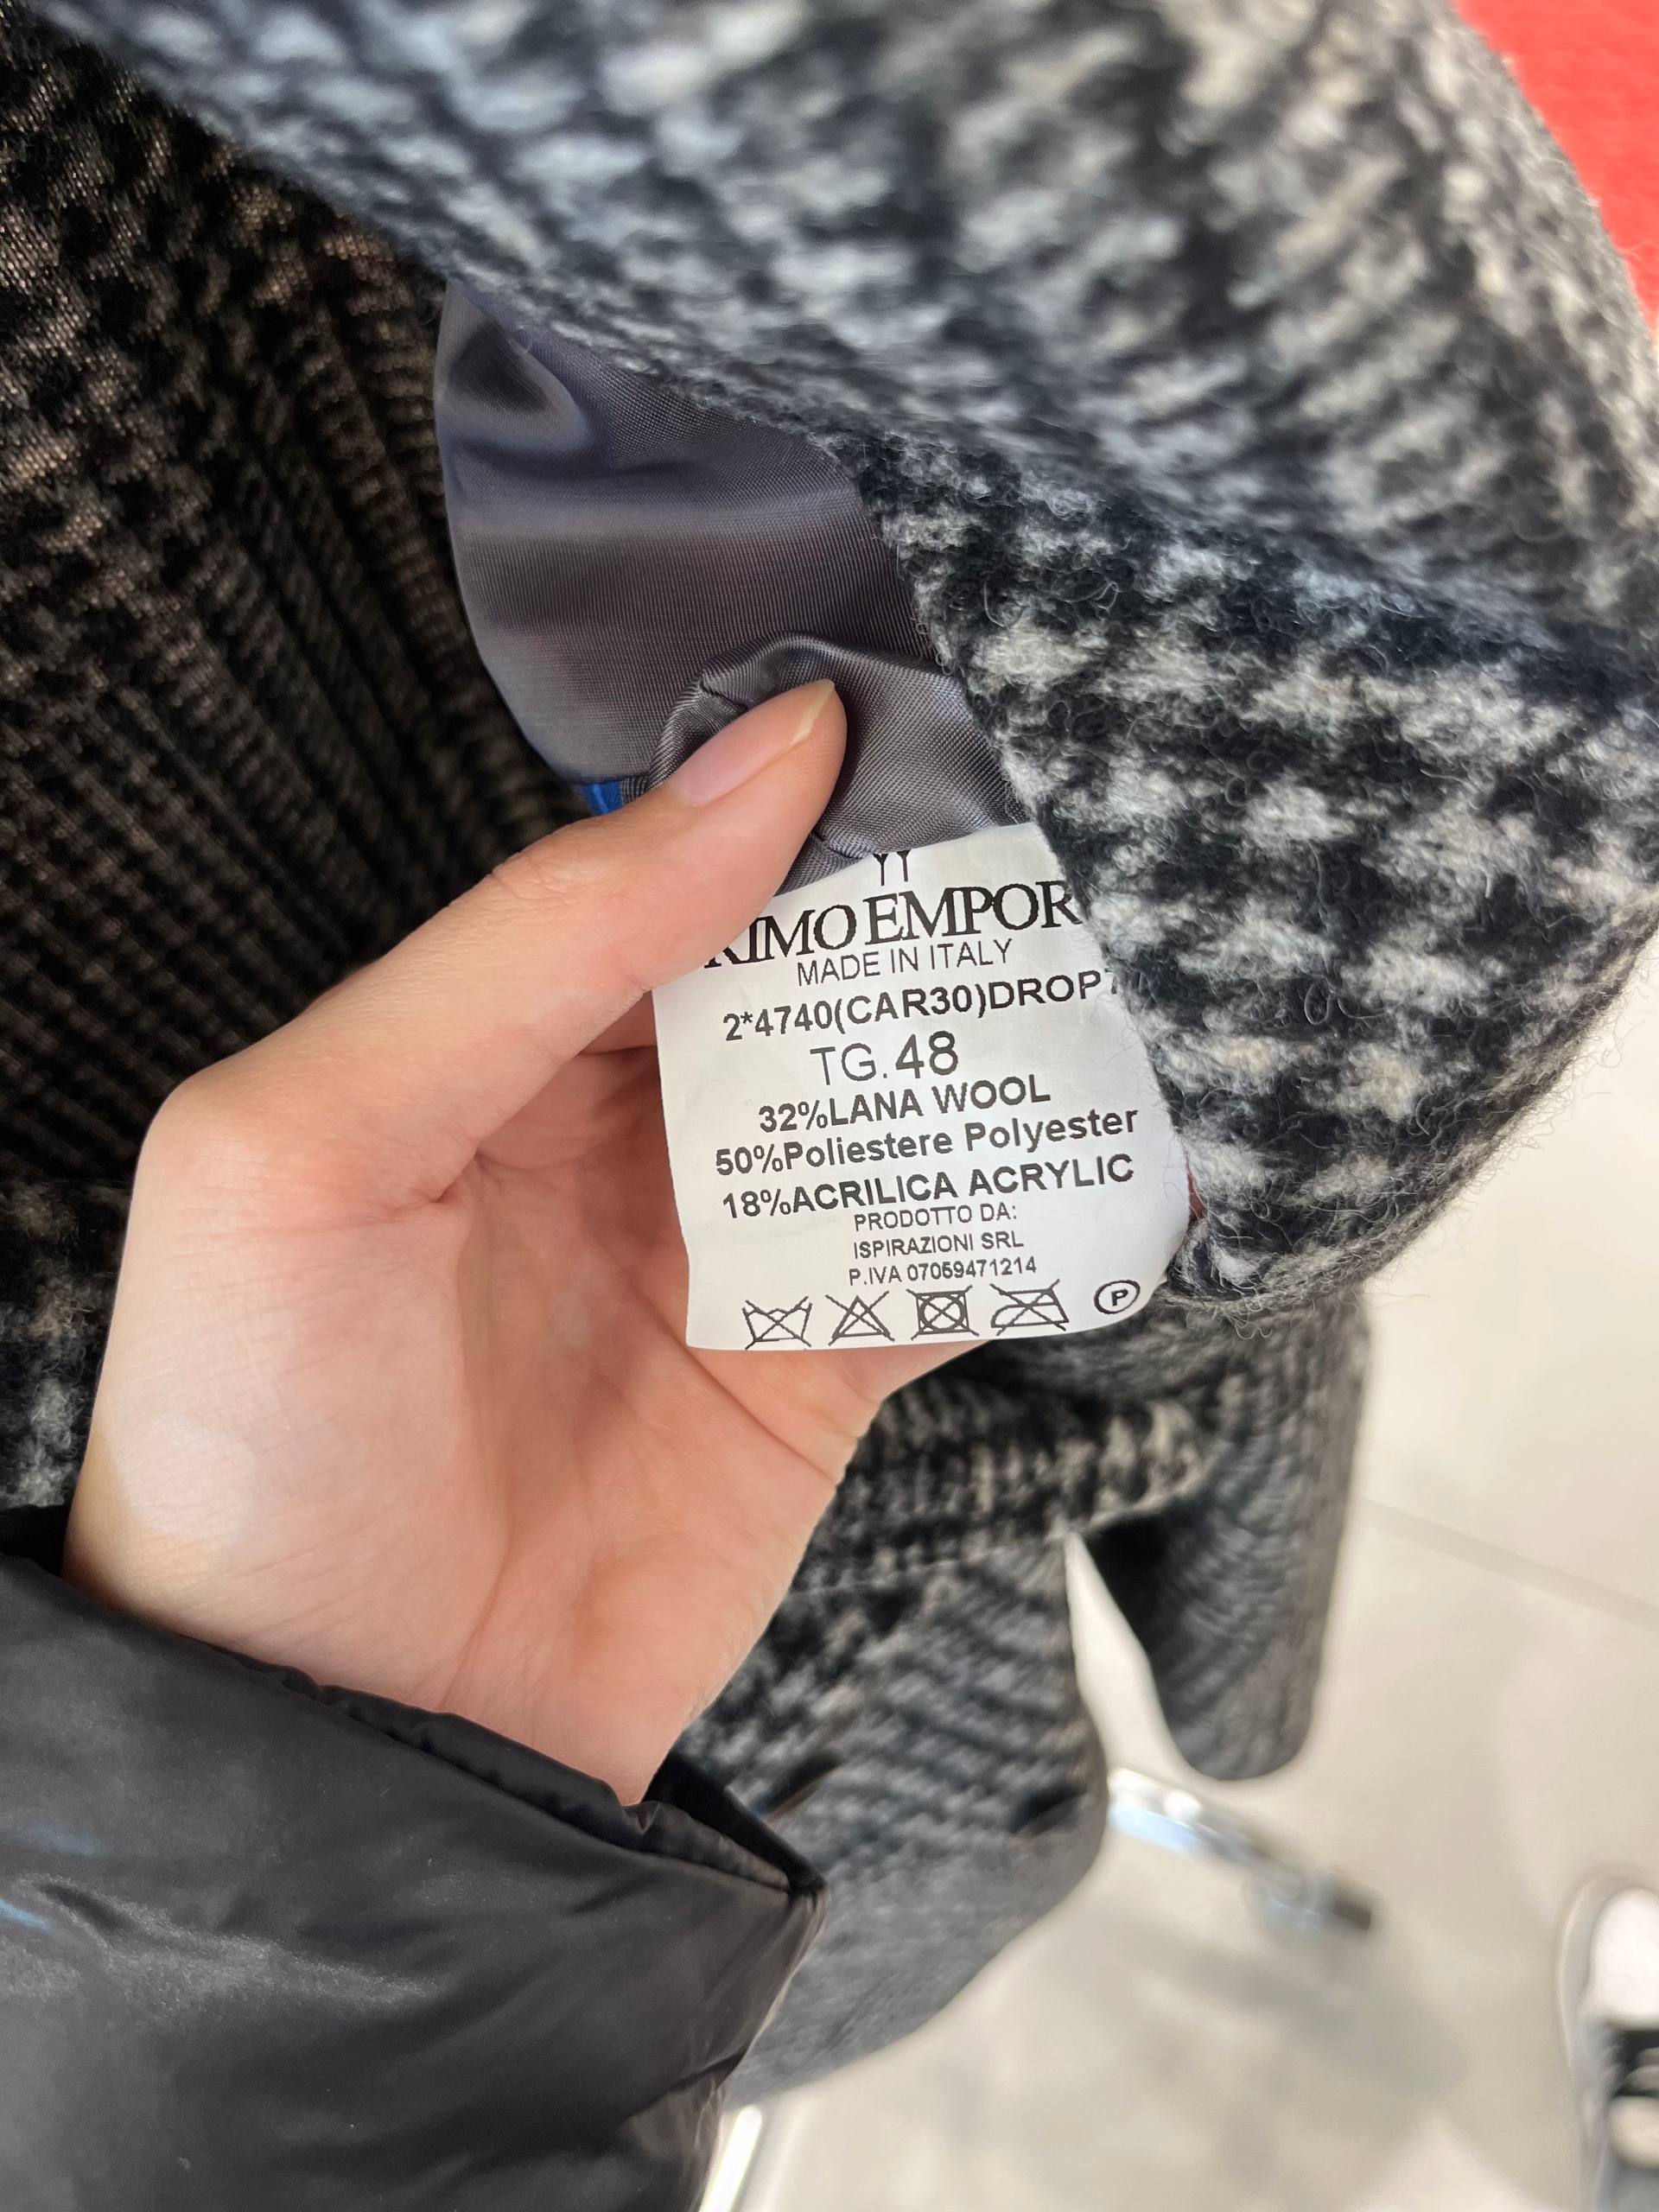 RIMO EMPOR
MADE IN ITALY
2*4740(CAR30)DROP7
TG.48
32%LANA WOOL
50%Poliestere Polyester
18%ACRILICA ACRYLIC
PRODOTTO DA:
ISPIRAZIONI SRL
P.IVA 07059471214
P